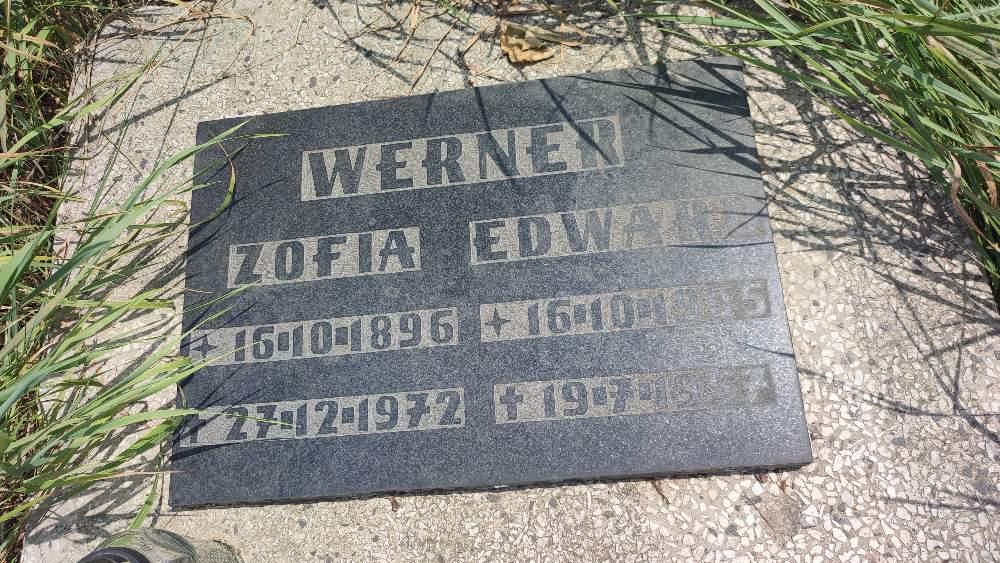 WERNER
ZOFIA EDWARD
16·10·1896 16·10·
27·12·1972 19·7·